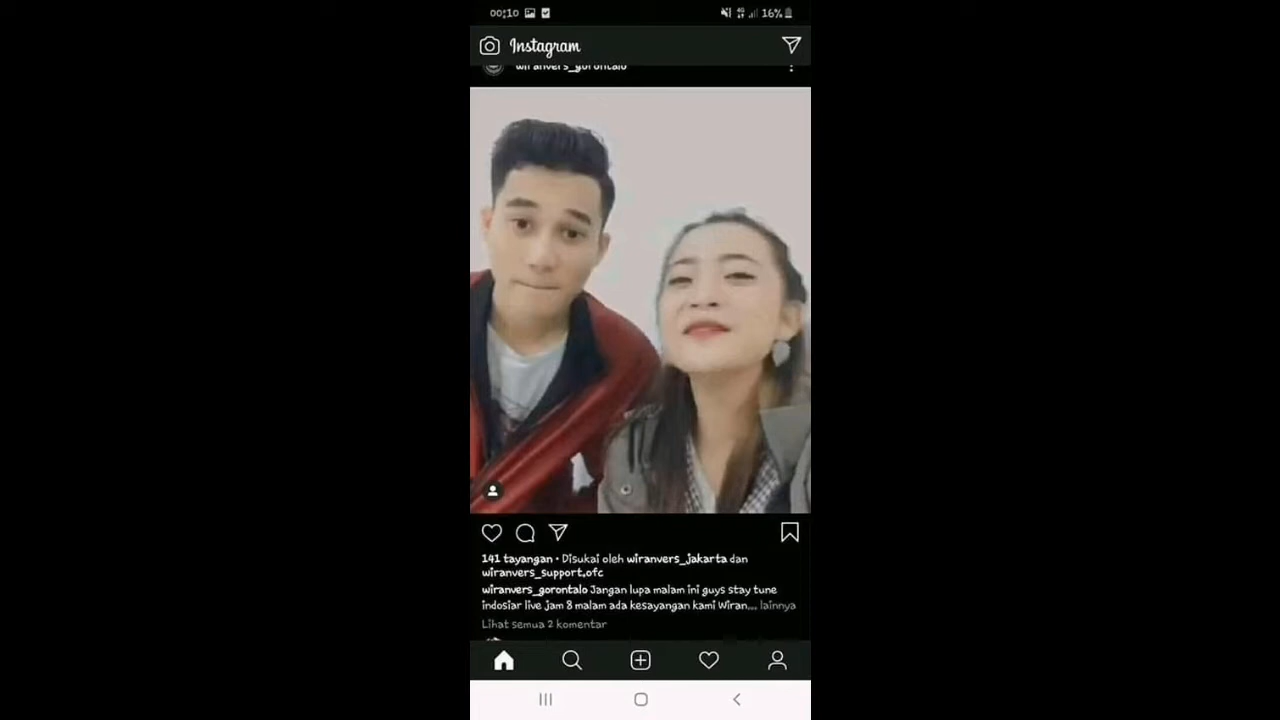 00:10 16%
Instagram
wiranvers_gorontalo
141 tayangan • Disukai oleh wiranvers_jakarta dan
wiranvers_support.ofc
wiranvers_gorontalo Jangan lupa malam ini guys stay tune
indosiar live jam 8 malam ada kesayangan kami Wiran... lainnya
Lihat semua 2 komentar